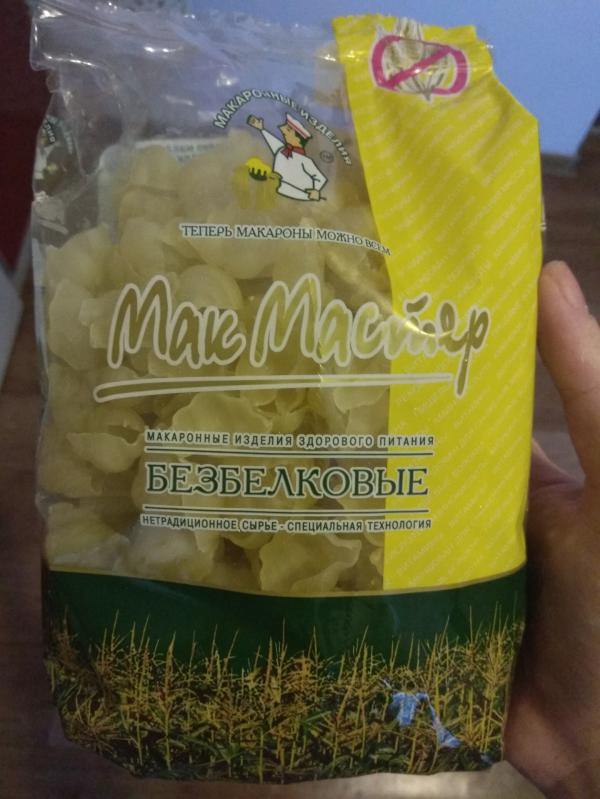 МАКАРОННЫЕ ИЗДЕЛИЯ
ТЕПЕРЬ МАКАРОНЫ МОЖНО ВСЕМ
Мак Мастер
МАКАРОННЫЕ ИЗДЕЛИЯ ЗДОРОВОГО ПИТАНИЯ
БЕЗБЕЛКОВЫЕ
НЕТРАДИЦИОННОЕ СЫРЬЕ - СПЕЦИАЛЬНАЯ ТЕХНОЛОГИЯ